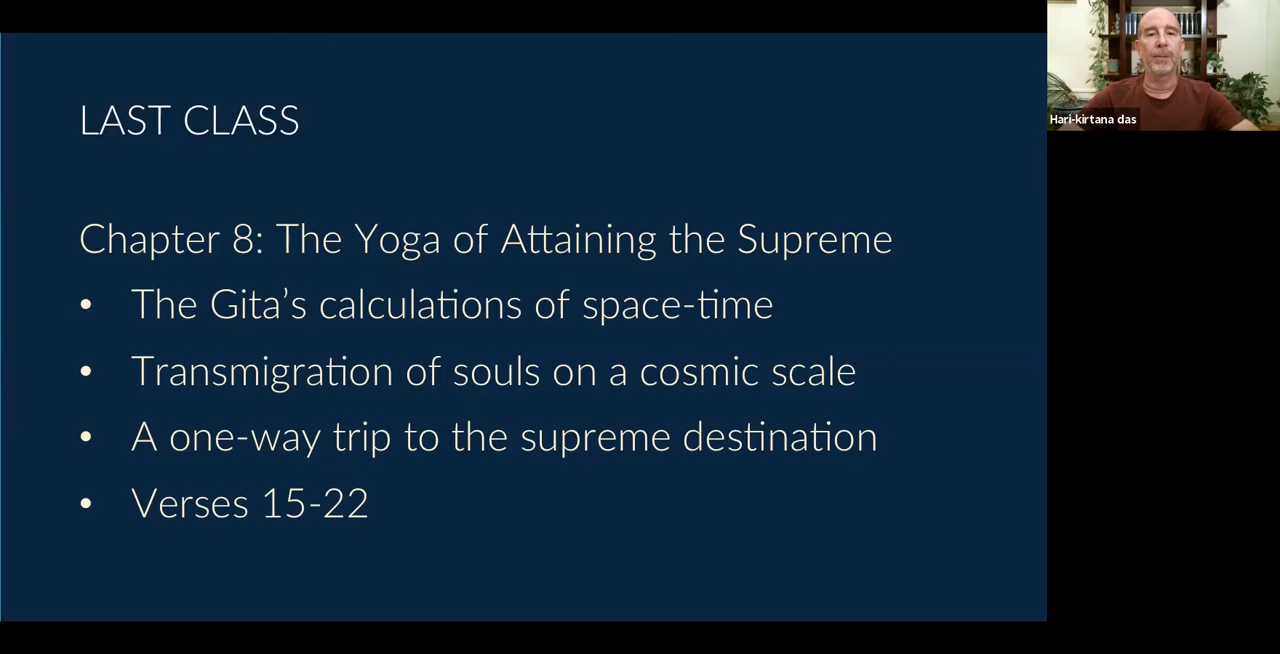 LAST CLASS
Chapter 8: The Yoga of Attaining the Supreme
• The Gita’s calculations of space-time
• Transmigration of souls on a cosmic scale
• A one-way trip to the supreme destination
• Verses 15-22
Hari-kirtana das